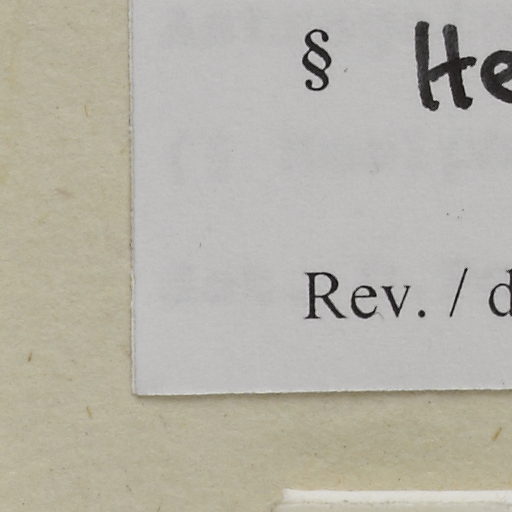 § He
Rev. / d